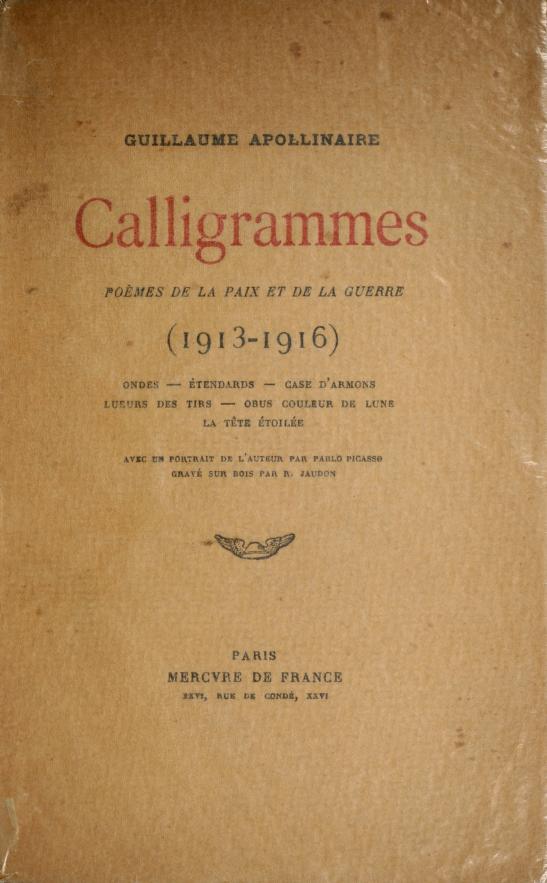 GUILLAUME APOLLINAIRE
Calligrammes
POÈMES DE LA PAIX ET DE LA GUERRE
(1913-1916)
ONDES — ÉTENDARDS — CASE D'ARMONS
LUEURS DES TIRS — OBUS COULEUR DE LUNE
LA TÊTE ÉTOILÉE
AVEC UN PORTRAIT DE L'AUTEUR PAR PABLO PICASSO
GRAVÉ SUR BOIS PAR R. JAUDON
PARIS
MERCVRE DE FRANCE
XXVI, RUE DE CONDÉ, XXVI